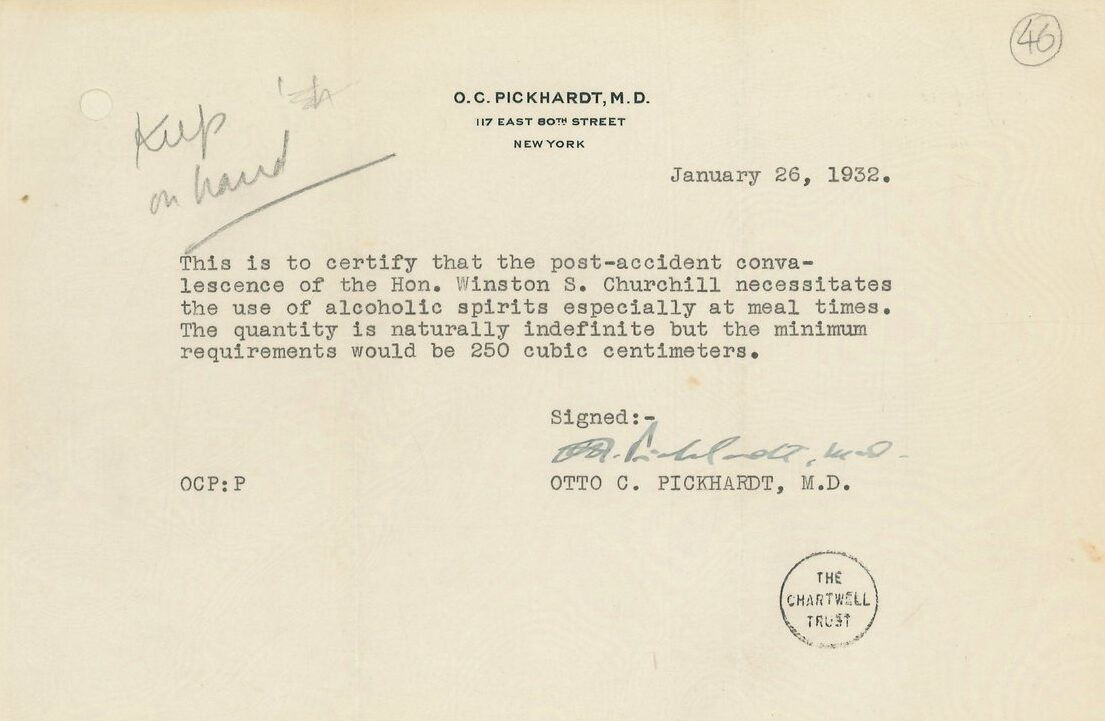 46
O. C. PICKHARDT, M. D.
117 EAST 80TH STREET
NEW YORK
Keep
on hand
January 26, 1932.
This is to certify that the post-accident conva-
lescence of the Hon. Winston S. Churchill necessitates
the use of alcoholic spirits especially at meal times.
The quantity is naturally indefinite but the minimum
requirements would be 250 cubic centimeters.
Signed:-
Pickhardt, M.D.
OCP:P
OTTO C. PICKHARDT, M.D.
THE
CHARTWELL
TRUST